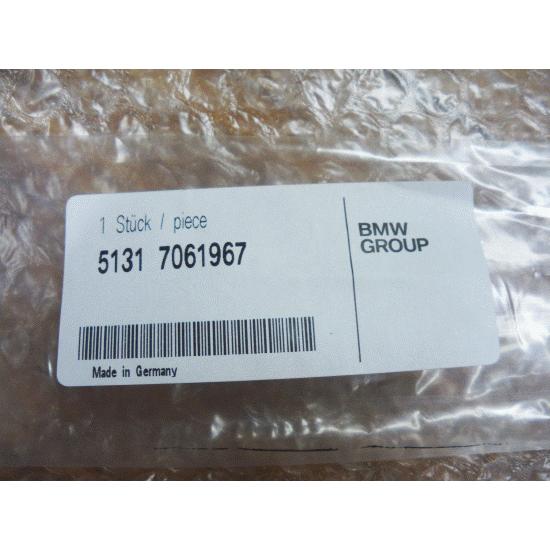 1 Stück / piece
5131 7061967
BMW
GROUP
Made in Germany